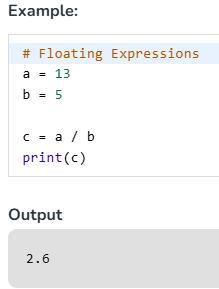 Example:
# Floating Expressions
a = 13
b = 5
c = a / b
print(c)
Output
2.6